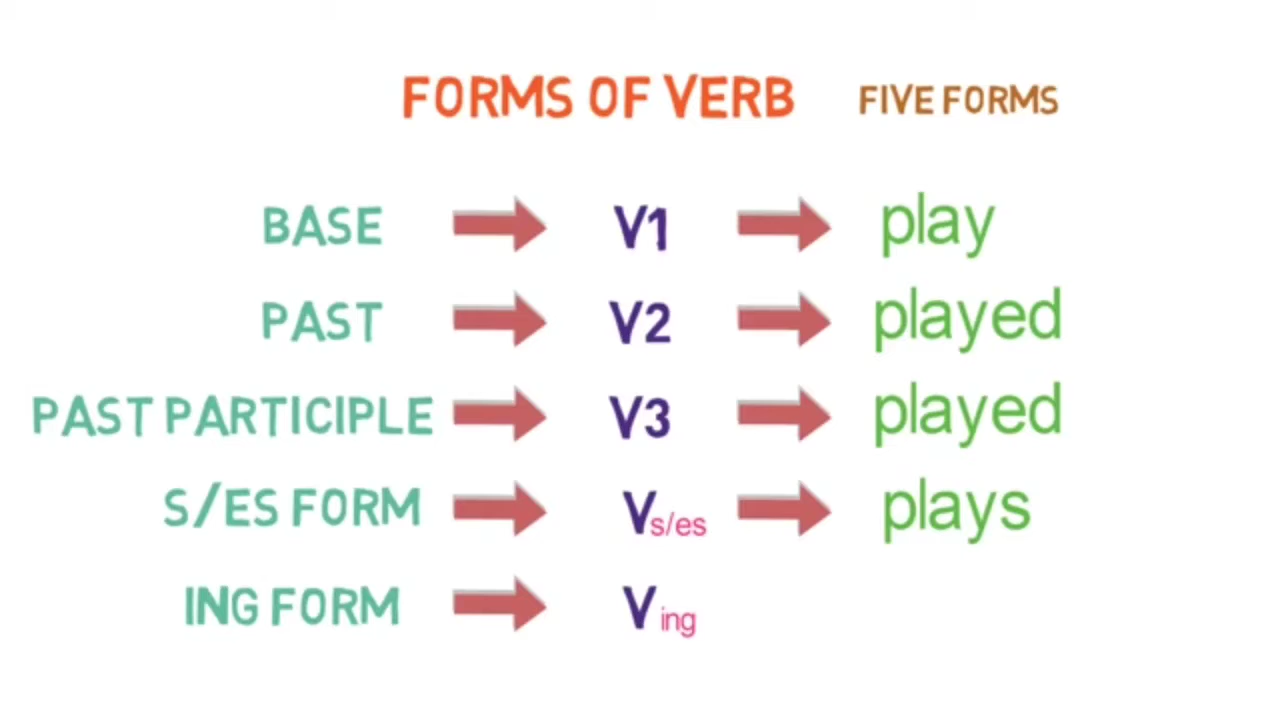 FORMS OF VERB FIVE FORMS
BASE V1 play
PAST V2 played
PAST PARTICIPLE V3 played
S/ES FORM Vs/es plays
ING FORM Ving